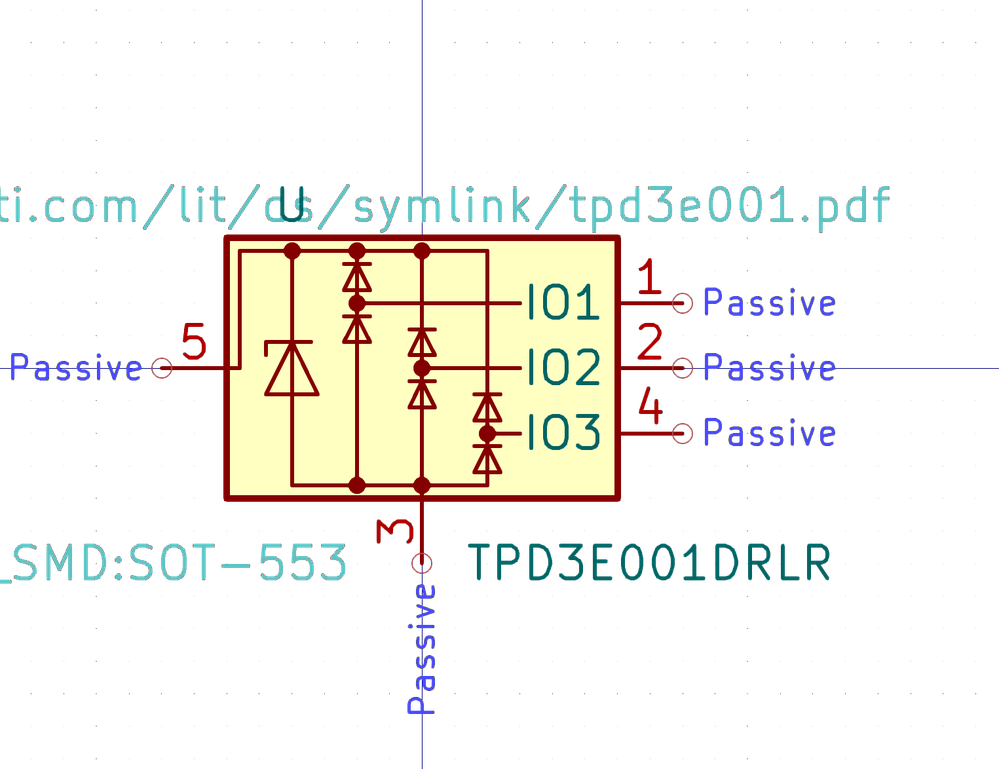 ti.com/lit/ds/symlink/tpd3e001.pdf
U
1 Passive
IO1
5
2 Passive
IO2
Passive
4 Passive
IO3
3
_SMD:SOT-553
TPD3E001DRLR
Passive